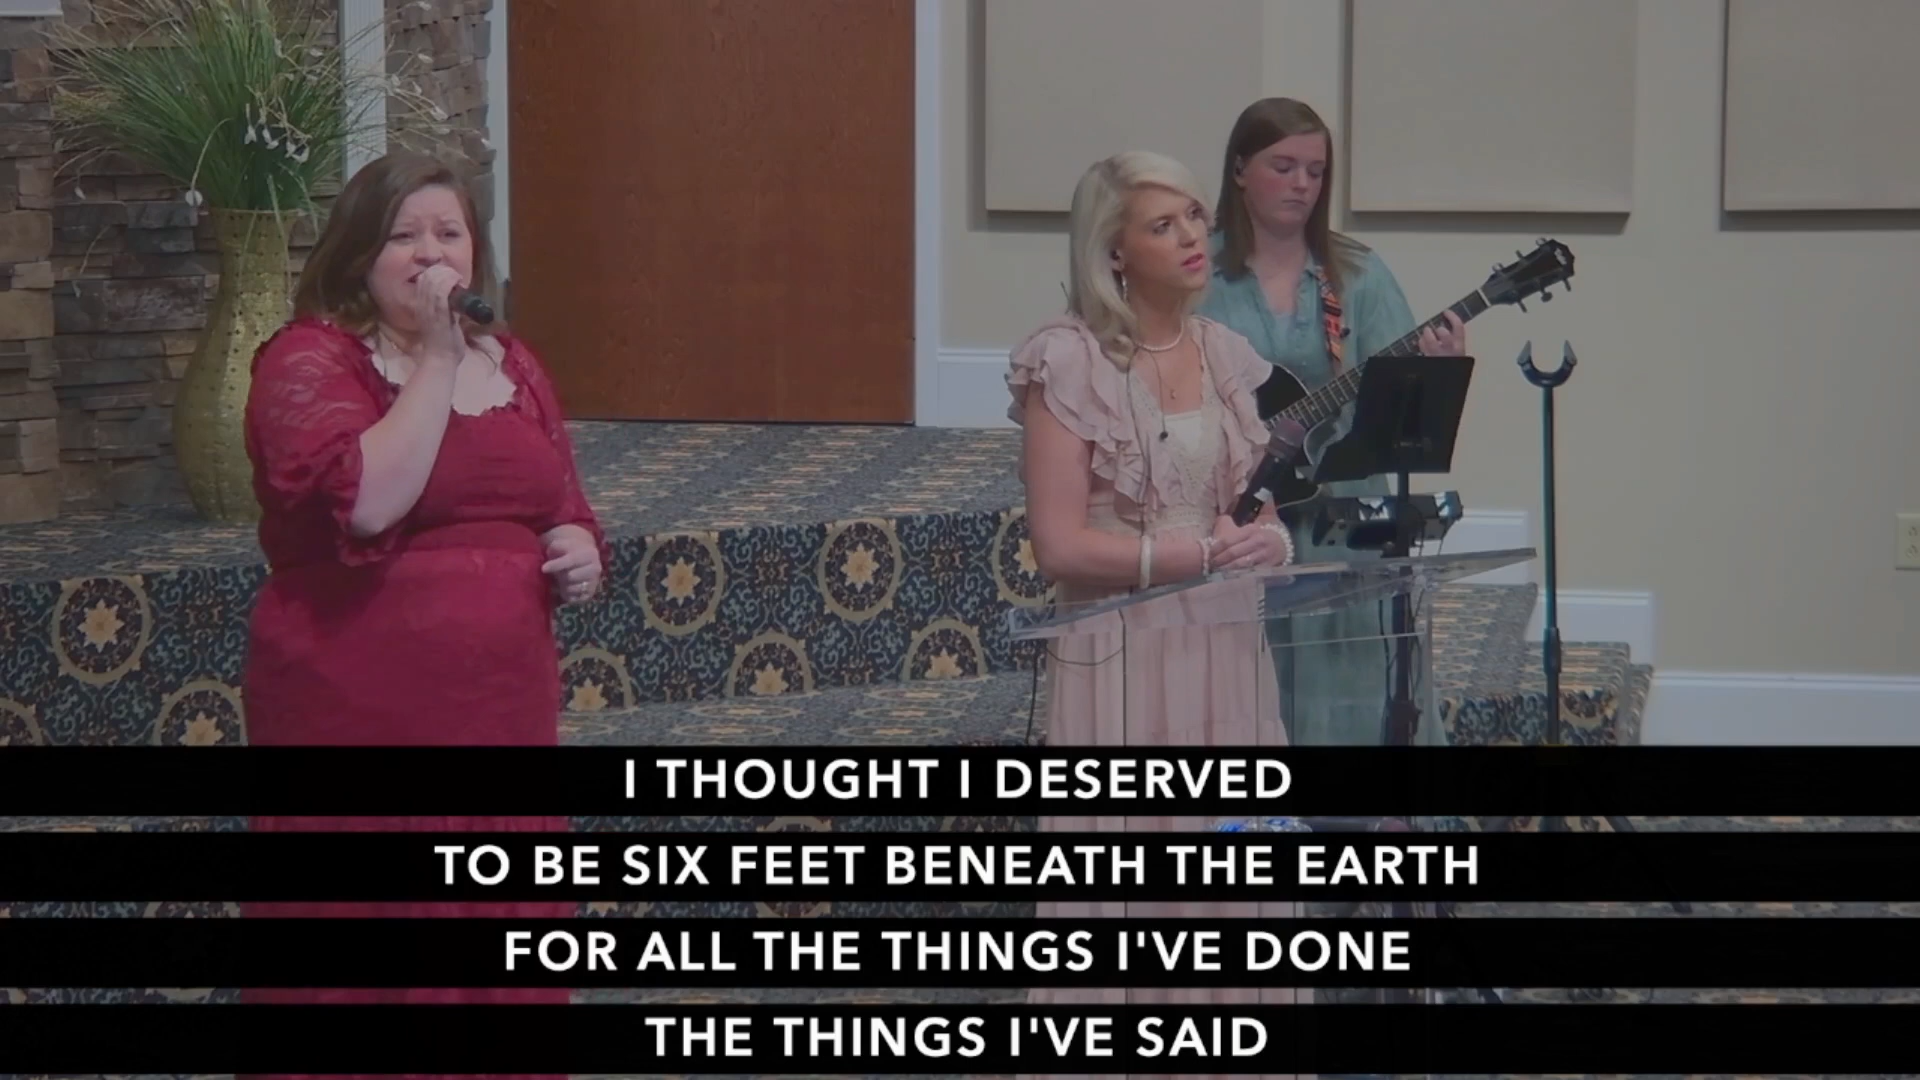 I THOUGHT I DESERVED
TO BE SIX FEET BENEATH THE EARTH
FOR ALL THE THINGS I'VE DONE
THE THINGS I'VE SAID